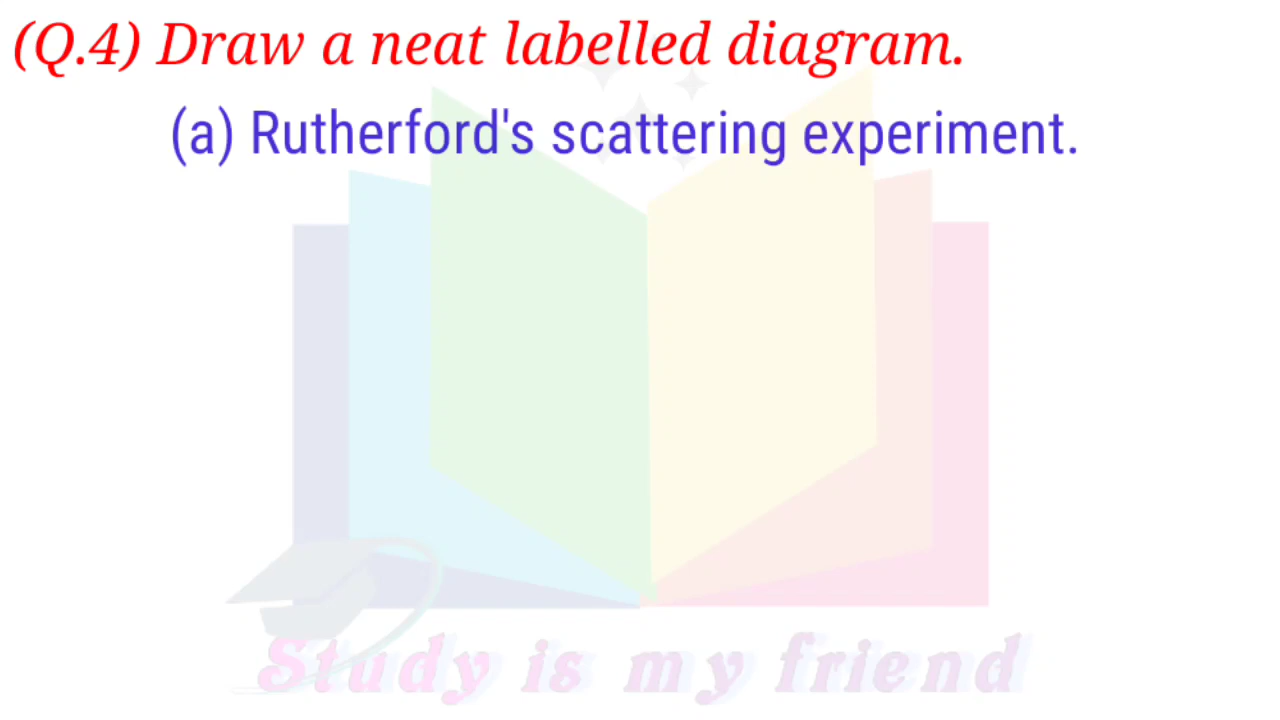 (Q.4) Draw a neat labelled diagram.
(a) Rutherford's scattering experiment.
Study is my friend